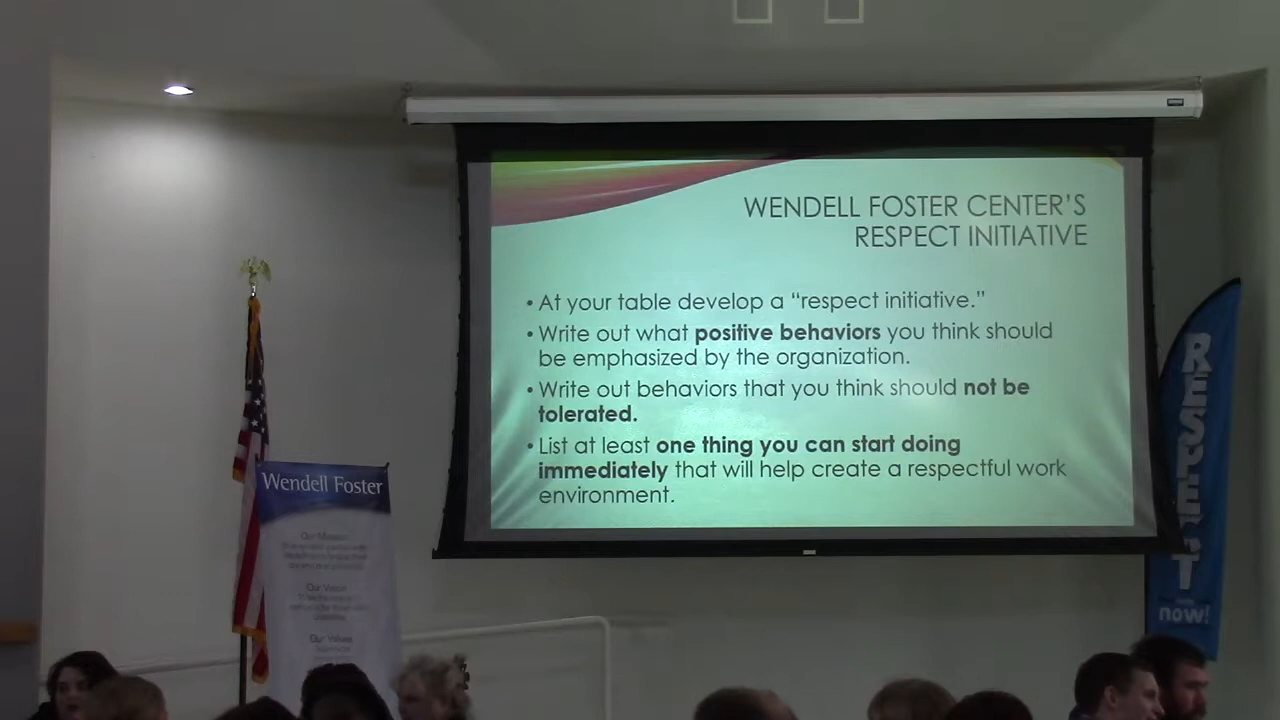 WENDELL FOSTER CENTER'S
RESPECT INITIATIVE
• At your table develop a “respect initiative.”
• Write out what positive behaviors you think should
be emphasized by the organization.
• Write out behaviors that you think should not be
tolerated.
• List at least one thing you can start doing
immediately that will help create a respectful work
environment.
Wendell Foster
Our Mission
Our Vision
Our Values
RESPECT
now!